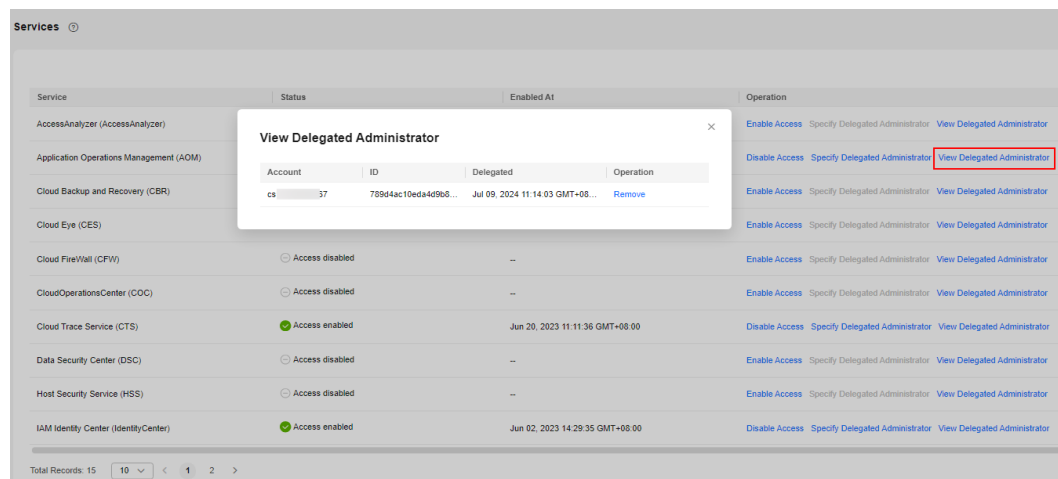 Services
Service Status Enabled At Operation
AccessAnalyzer (AccessAnalyzer) Enable Access Specify Delegated Administrator View Delegated Administrator
View Delegated Administrator
Application Operations Management (AOM) Disable Access Specify Delegated Administrator View Delegated Administrator
Account ID Delegated Operation
Cloud Backup and Recovery (CBR) Enable Access Specify Delegated Administrator View Delegated Administrator
cs 57 789d4ac10eda4d9b8... Jul 09, 2024 11:14:03 GMT+08... Remove
Cloud Eye (CES) Enable Access Specify Delegated Administrator View Delegated Administrator
Cloud FireWall (CFW) Access disabled -- Enable Access Specify Delegated Administrator View Delegated Administrator
CloudOperationsCenter (COC) Access disabled -- Enable Access Specify Delegated Administrator View Delegated Administrator
Cloud Trace Service (CTS) Access enabled Jun 20, 2023 11:11:36 GMT+08:00 Disable Access Specify Delegated Administrator View Delegated Administrator
Data Security Center (DSC) Access disabled -- Enable Access Specify Delegated Administrator View Delegated Administrator
Host Security Service (HSS) Access disabled -- Enable Access Specify Delegated Administrator View Delegated Administrator
IAM Identity Center (IdentityCenter) Access enabled Jun 02, 2023 14:29:35 GMT+08:00 Disable Access Specify Delegated Administrator View Delegated Administrator
Total Records: 15 10 < 1 2 >